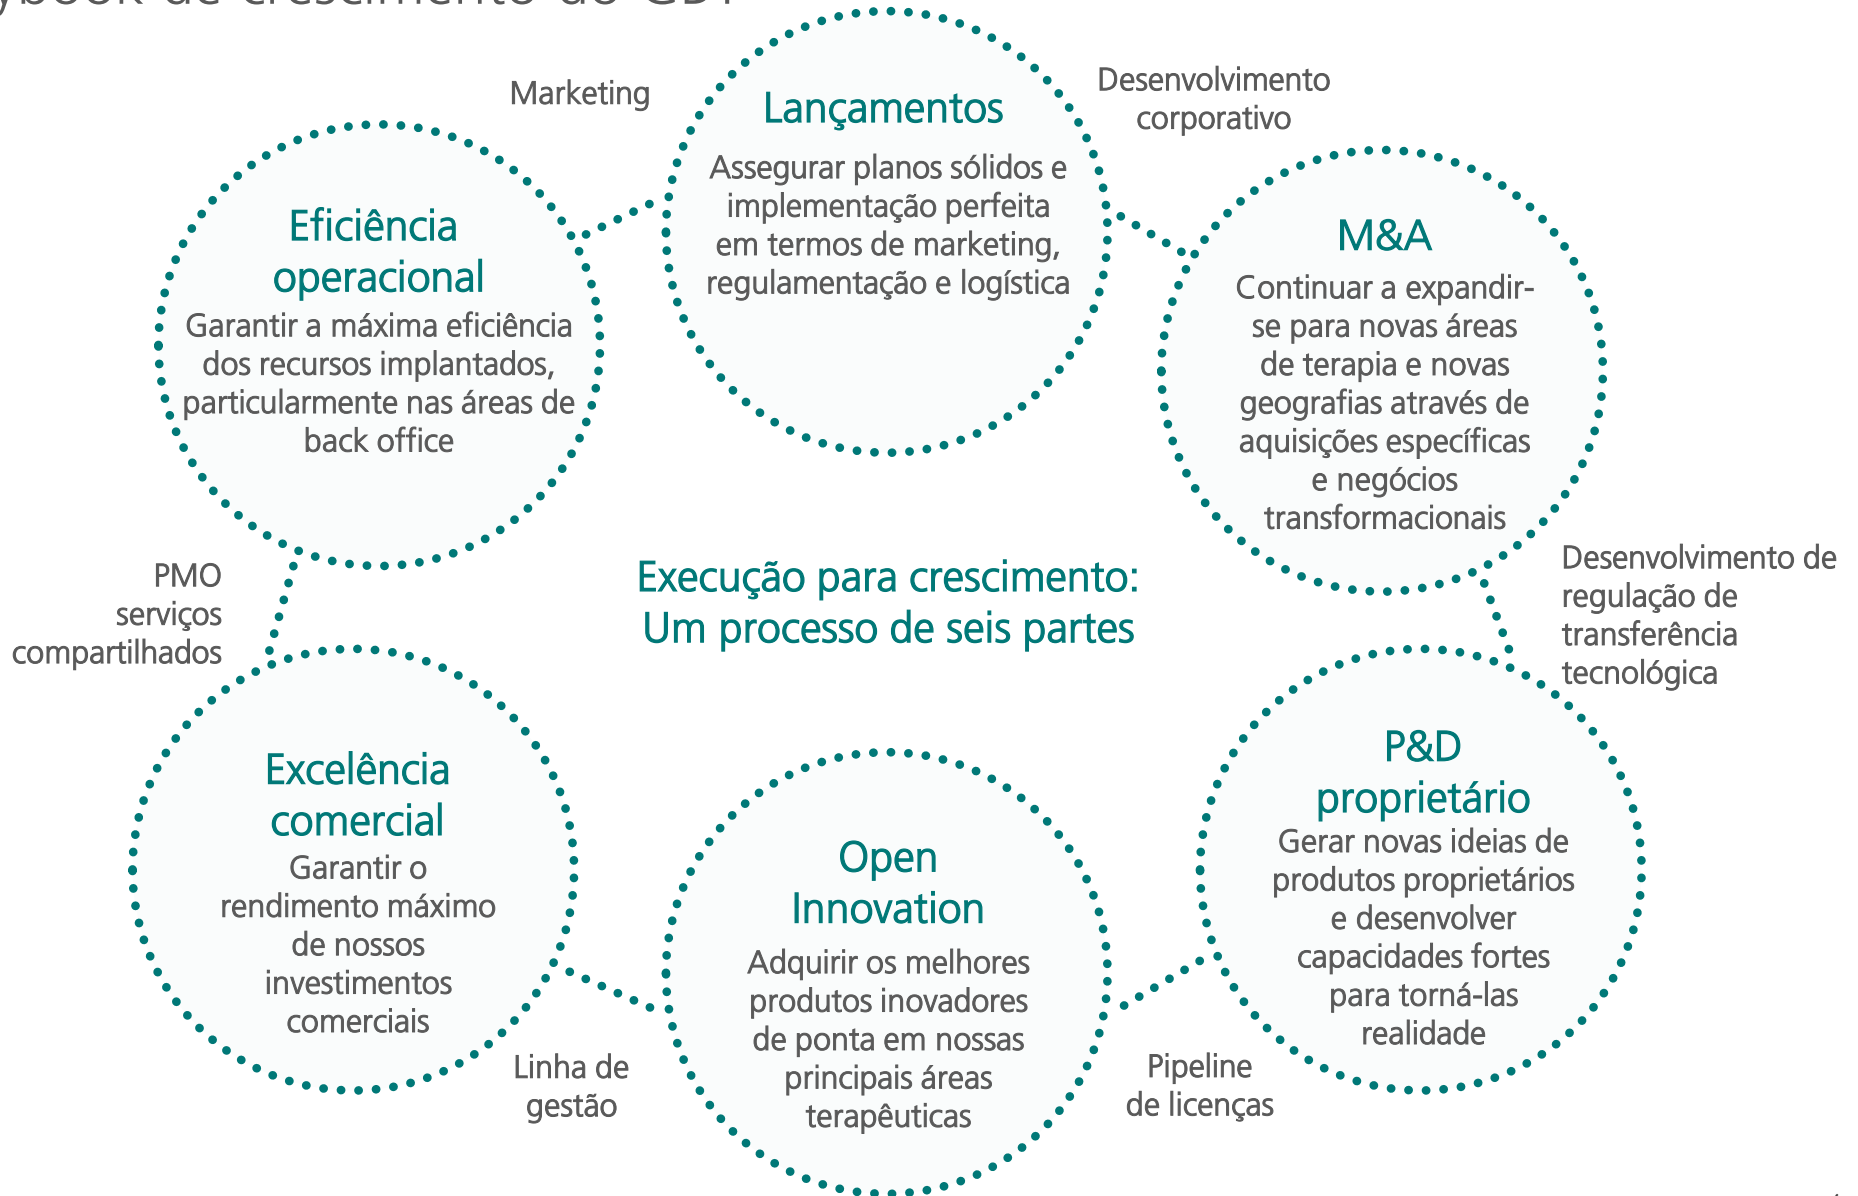 de crescimento do
Marketing
Lançamentos
Assegurar planos sólidos e
implementação perfeita
em termos de marketing,
regulamentação e logística
Desenvolvimento
corporativo
Eficiência
operacional
Garantir a máxima eficiência
dos recursos implantados,
particularmente nas áreas de
back office
M&A
Continuar a expandir-
se para novas áreas
de terapia e novas
geografias através de
aquisições específicas
e negócios
transformacionais
Execução para crescimento:
Um processo de seis partes
PMO
serviços
compartilhados
Desenvolvimento de
regulação de
transferência
tecnológica
Excelência
comercial
Garantir o
rendimento máximo
de nossos
investimentos
comerciais
Open
Innovation
Adquirir os melhores
produtos inovadores
de ponta em nossas
principais áreas
terapêuticas
P&D
proprietário
Gerar novas ideias de
produtos proprietários
e desenvolver
capacidades fortes
para torná-las
realidade
Linha de
gestão
Pipeline
de licenças